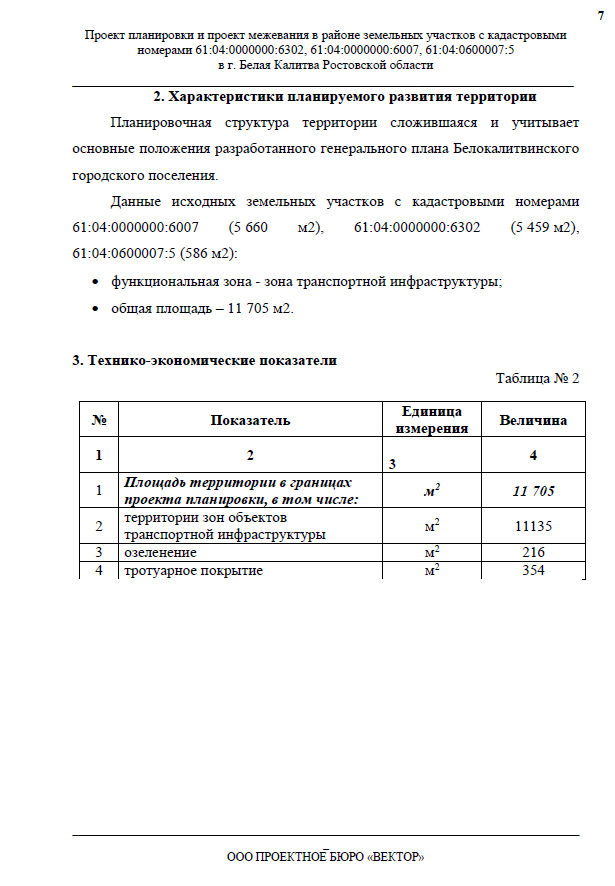 7
Проект планировки и проект межевания в районе земельных участков с кадастровыми
номерами 61:04:0000000:6302, 61:04:0000000:6007, 61:04:0600007:5
в г. Белая Калитва Ростовской области
2. Характеристики планируемого развития территории
Планировочная структура территории сложившаяся и учитывает
основные положения разработанного генерального плана Белокалитвинского
городского поселения.
Данные исходных земельных участков с кадастровыми номерами
61:04:0000000:6007 (5 660 м2), 61:04:0000000:6302 (5 459 м2),
61:04:0600007:5 (586 м2):
• функциональная зона - зона транспортной инфраструктуры;
• общая площадь – 11 705 м2.
3. Технико-экономические показатели
Таблица № 2
№ Показатель Единица измерения Величина
1 2 3 4
1 Площадь территории в границах проекта планировки, в том числе: м² 11 705
2 территории зон объектов транспортной инфраструктуры м² 11135
3 озеленение м² 216
4 тротуарное покрытие м² 354
ООО ПРОЕКТНОЕ БЮРО «ВЕКТОР»